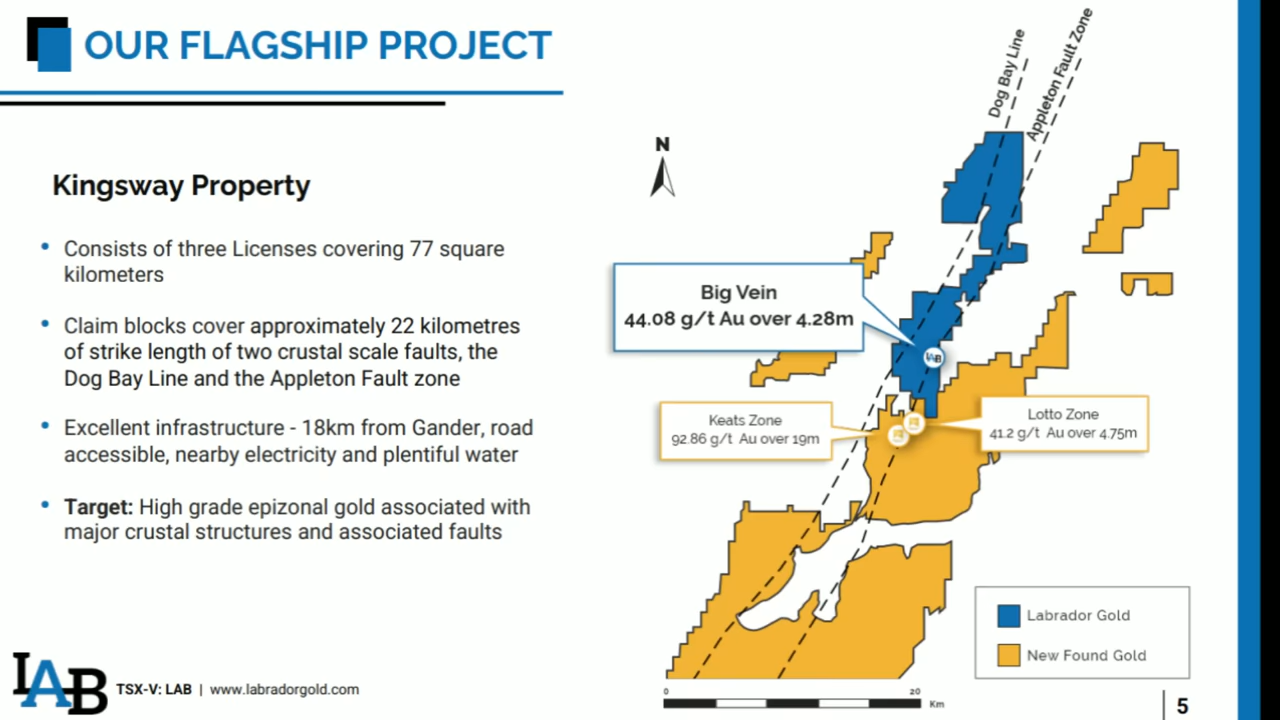 OUR FLAGSHIP PROJECT
Kingsway Property
• Consists of three Licenses covering 77 square
kilometers
• Claim blocks cover approximately 22 kilometres
of strike length of two crustal scale faults, the
Dog Bay Line and the Appleton Fault zone
• Excellent infrastructure - 18km from Gander, road
accessible, nearby electricity and plentiful water
• Target: High grade epizonal gold associated with
major crustal structures and associated faults
N
Dog Bay Line
Appleton Fault Zone
Big Vein
44.08 g/t Au over 4.28m
LAB
Keats Zone
92.86 g/t Au over 19m
Lotto Zone
41.2 g/t Au over 4.75m
Labrador Gold
New Found Gold
0 20
Km
LAB
TSX-V: LAB | www.labradorgold.com
5